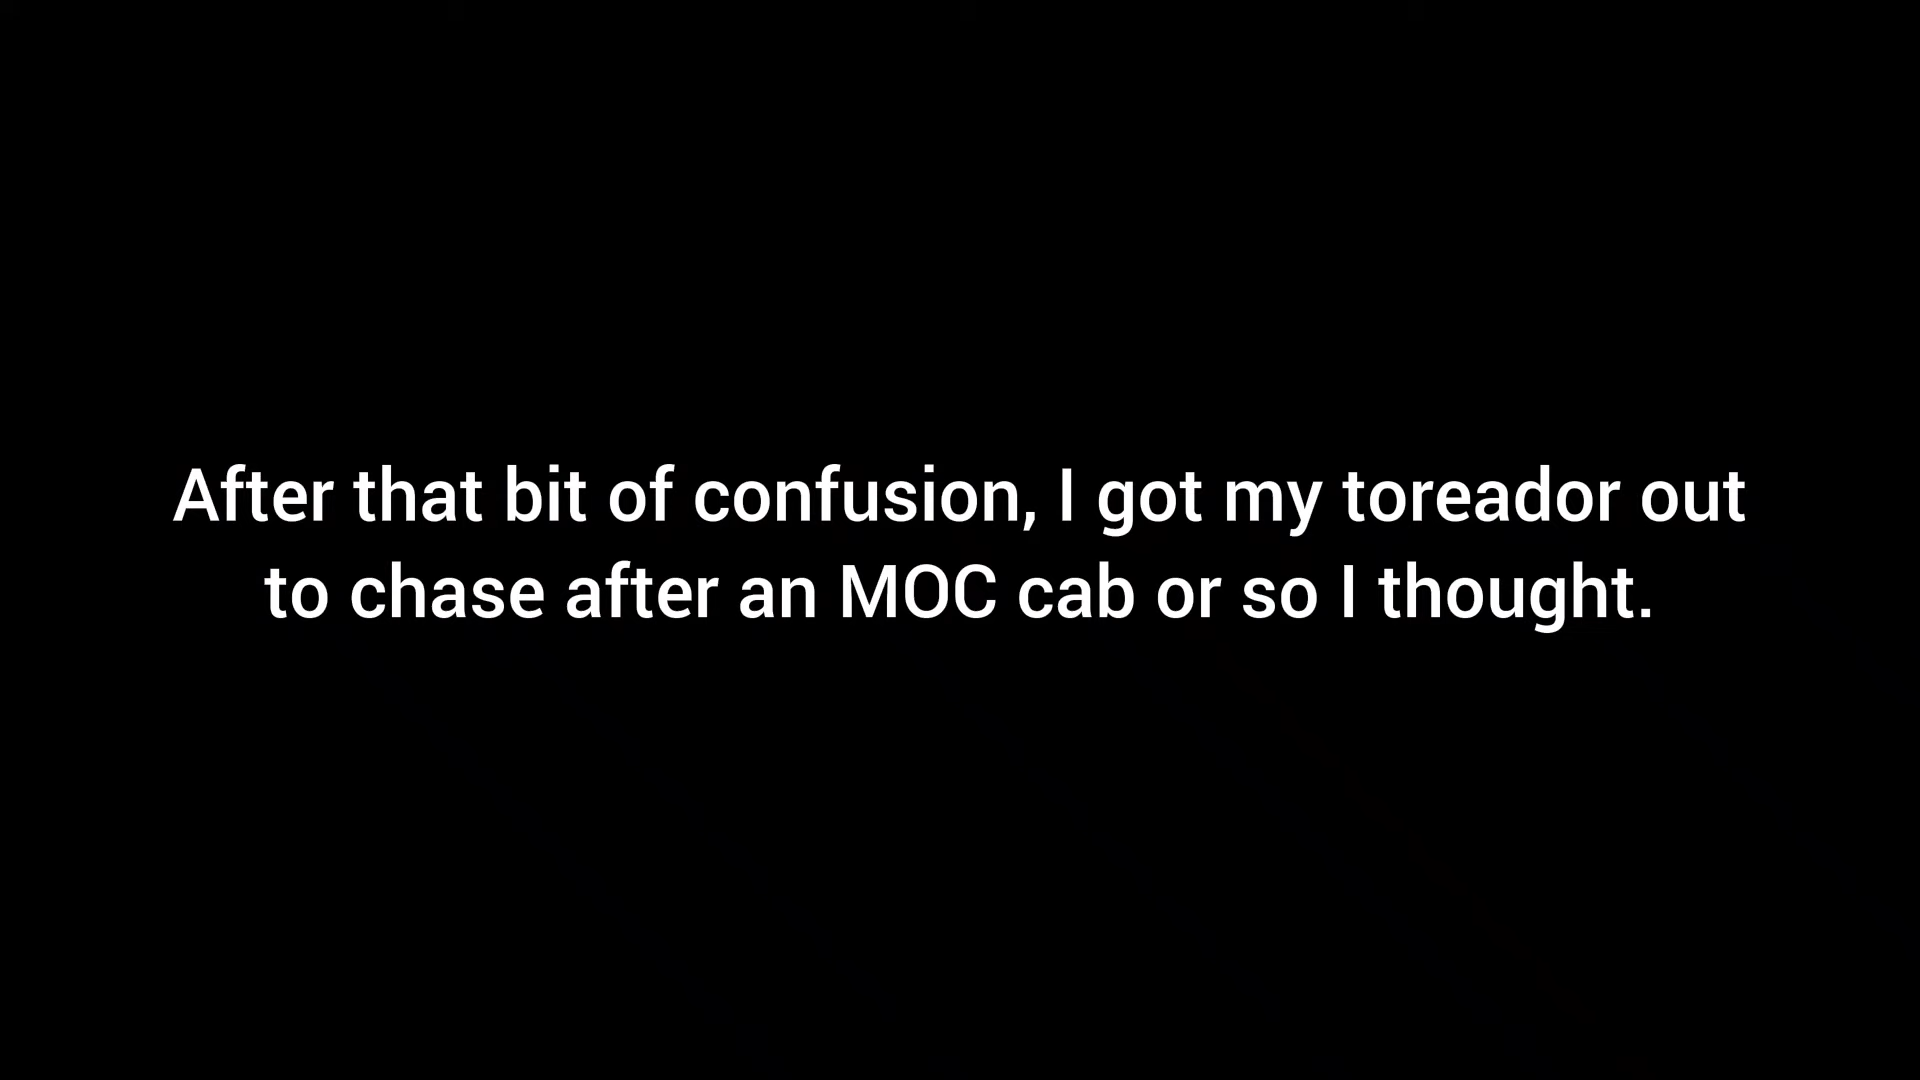 After that bit of confusion, I got my toreador out
to chase after an MOC cab or so I thought.